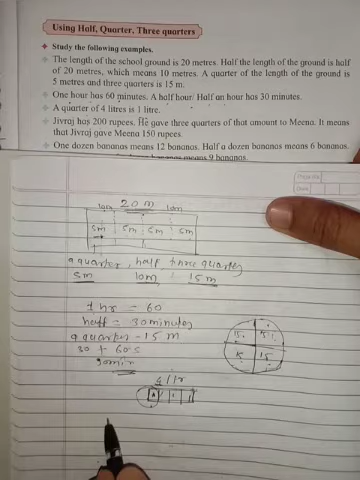 Using Half, Quarter, Three quarters
Study the following examples.
The length of the school ground is 20 metres. Half the length of the ground is half
of 20 metres, which means 10 metres. A quarter of the length of the ground is
5 metres and three quarters is 15 m.
One hour has 60 minutes. A half hour/ Half an hour has 30 minutes.
A quarter of 4 litres is 1 litre.
Jivraj has 200 rupees. He gave three quarters of that amount to Meena. It means
that Jivraj gave Meena 150 rupees.
One dozen bananas means 12 bananas. Half a dozen bananas means 6 bananas.
means 9 bananas.
Page No
Date
10m 20 m 10m
5m 5m 5m 5m
a quarter, half three quarter
5m 10m 15m
1 hr = 60
half = 30 minutes
a quarter - 15 m
15